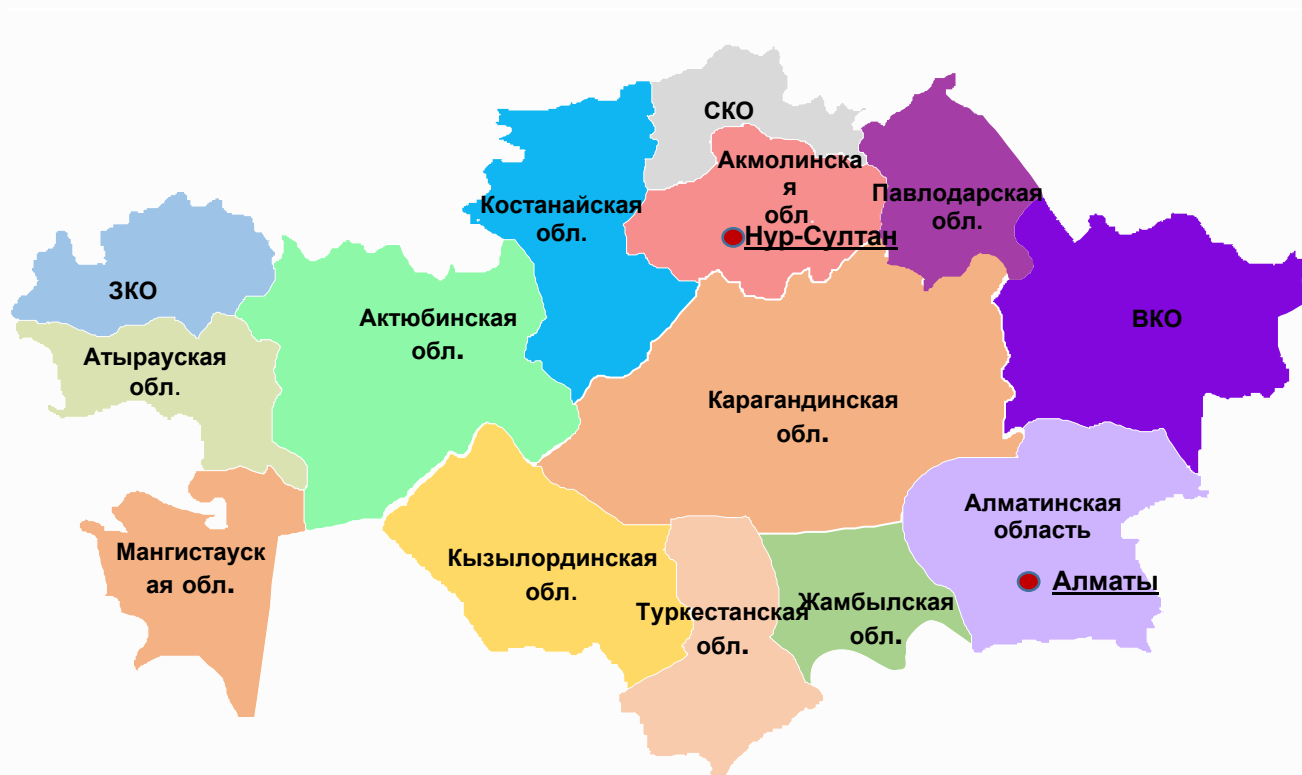 СКО
Акмолинска
я
обл
Нур-Султан
Павлодарская
обл.
Костанайская
обл.
ЗКО
Актюбинская
обл.
ВКО
Атырауская
обл.
Карагандинская
обл.
Алматинская
область
Алматы
Мангистауск
ая обл.
Кызылординская
обл.
Туркестанская
обл.
Жамбылская
обл.